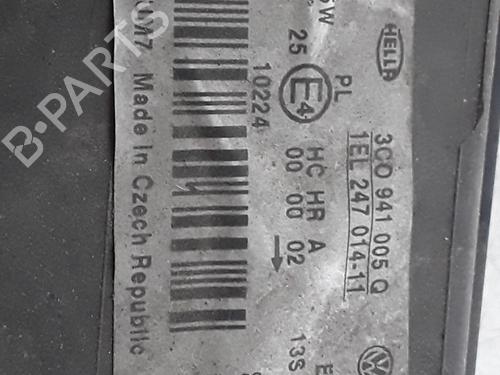 HELLA
3C0 941 005 Q
1EL 247 014-11
PL
E4
HC HR A
00 00 02
25
10224
13S
Made in Czech Republic
B-PARTS